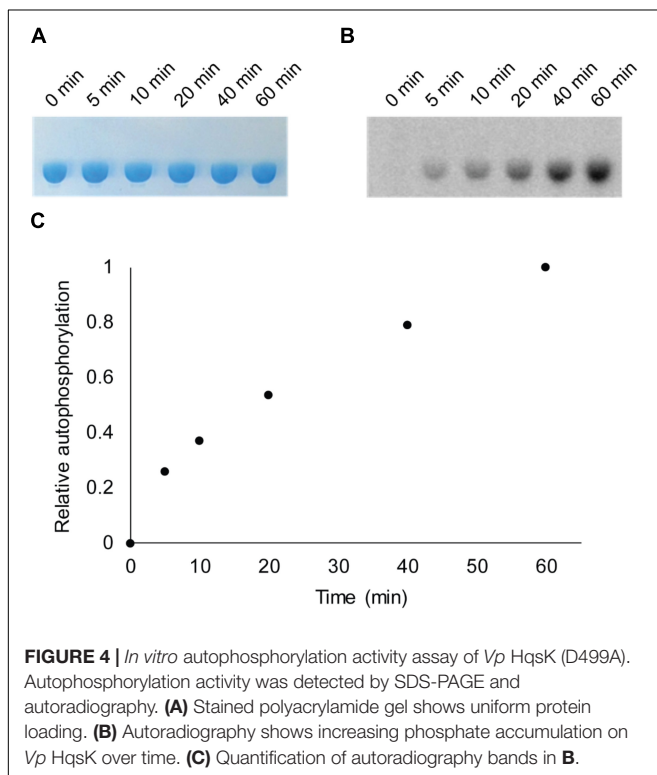 A
B
0 min 5 min 10 min 20 min 40 min 60 min
0 min 5 min 10 min 20 min 40 min 60 min
C
Relative autophosphorylation
1
0.8
0.6
0.4
0.2
0
0 10 20 30 40 50 60
Time (min)
FIGURE 4 | In vitro autophosphorylation activity assay of Vp HqsK (D499A).
Autophosphorylation activity was detected by SDS-PAGE and
autoradiography. (A) Stained polyacrylamide gel shows uniform protein
loading. (B) Autoradiography shows increasing phosphate accumulation on
Vp HqsK over time. (C) Quantification of autoradiography bands in B.